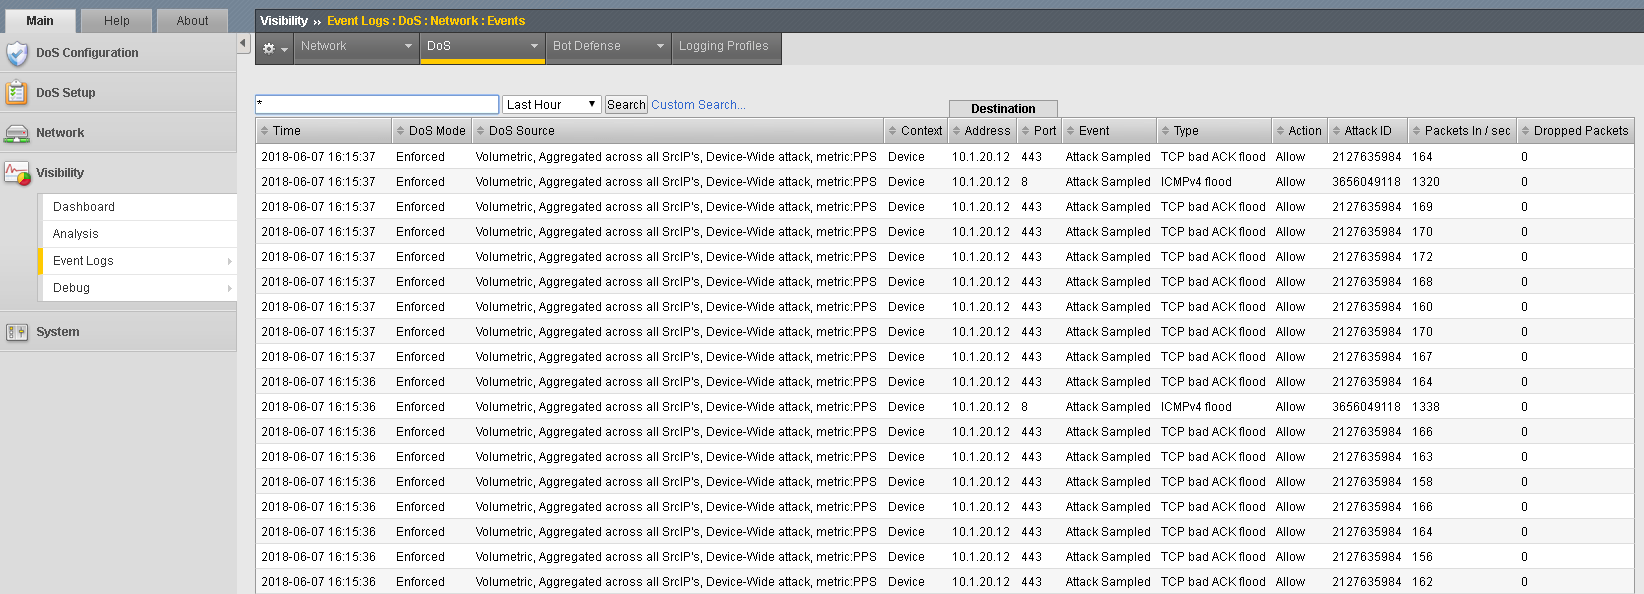 Main Help About
Visibility ›› Event Logs : DoS : Network : Events
DoS Configuration
DoS Setup
Network
Visibility
Dashboard
Analysis
Event Logs
Debug
System
Network DoS Bot Defense Logging Profiles
* Last Hour Search Custom Search...
Destination
Time DoS Mode DoS Source Context Address Port Event Type Action Attack ID Packets In / sec Dropped Packets
2018-06-07 16:15:37 Enforced Volumetric, Aggregated across all SrcIP's, Device-Wide attack, metric:PPS Device 10.1.20.12 443 Attack Sampled TCP bad ACK flood Allow 2127635984 164 0
2018-06-07 16:15:37 Enforced Volumetric, Aggregated across all SrcIP's, Device-Wide attack, metric:PPS Device 10.1.20.12 8 Attack Sampled ICMPv4 flood Allow 3656049118 1320 0
2018-06-07 16:15:37 Enforced Volumetric, Aggregated across all SrcIP's, Device-Wide attack, metric:PPS Device 10.1.20.12 443 Attack Sampled TCP bad ACK flood Allow 2127635984 169 0
2018-06-07 16:15:37 Enforced Volumetric, Aggregated across all SrcIP's, Device-Wide attack, metric:PPS Device 10.1.20.12 443 Attack Sampled TCP bad ACK flood Allow 2127635984 170 0
2018-06-07 16:15:37 Enforced Volumetric, Aggregated across all SrcIP's, Device-Wide attack, metric:PPS Device 10.1.20.12 443 Attack Sampled TCP bad ACK flood Allow 2127635984 172 0
2018-06-07 16:15:37 Enforced Volumetric, Aggregated across all SrcIP's, Device-Wide attack, metric:PPS Device 10.1.20.12 443 Attack Sampled TCP bad ACK flood Allow 2127635984 168 0
2018-06-07 16:15:37 Enforced Volumetric, Aggregated across all SrcIP's, Device-Wide attack, metric:PPS Device 10.1.20.12 443 Attack Sampled TCP bad ACK flood Allow 2127635984 160 0
2018-06-07 16:15:37 Enforced Volumetric, Aggregated across all SrcIP's, Device-Wide attack, metric:PPS Device 10.1.20.12 443 Attack Sampled TCP bad ACK flood Allow 2127635984 170 0
2018-06-07 16:15:37 Enforced Volumetric, Aggregated across all SrcIP's, Device-Wide attack, metric:PPS Device 10.1.20.12 443 Attack Sampled TCP bad ACK flood Allow 2127635984 167 0
2018-06-07 16:15:36 Enforced Volumetric, Aggregated across all SrcIP's, Device-Wide attack, metric:PPS Device 10.1.20.12 443 Attack Sampled TCP bad ACK flood Allow 2127635984 164 0
2018-06-07 16:15:36 Enforced Volumetric, Aggregated across all SrcIP's, Device-Wide attack, metric:PPS Device 10.1.20.12 8 Attack Sampled ICMPv4 flood Allow 3656049118 1338 0
2018-06-07 16:15:36 Enforced Volumetric, Aggregated across all SrcIP's, Device-Wide attack, metric:PPS Device 10.1.20.12 443 Attack Sampled TCP bad ACK flood Allow 2127635984 166 0
2018-06-07 16:15:36 Enforced Volumetric, Aggregated across all SrcIP's, Device-Wide attack, metric:PPS Device 10.1.20.12 443 Attack Sampled TCP bad ACK flood Allow 2127635984 163 0
2018-06-07 16:15:36 Enforced Volumetric, Aggregated across all SrcIP's, Device-Wide attack, metric:PPS Device 10.1.20.12 443 Attack Sampled TCP bad ACK flood Allow 2127635984 158 0
2018-06-07 16:15:36 Enforced Volumetric, Aggregated across all SrcIP's, Device-Wide attack, metric:PPS Device 10.1.20.12 443 Attack Sampled TCP bad ACK flood Allow 2127635984 166 0
2018-06-07 16:15:36 Enforced Volumetric, Aggregated across all SrcIP's, Device-Wide attack, metric:PPS Device 10.1.20.12 443 Attack Sampled TCP bad ACK flood Allow 2127635984 164 0
2018-06-07 16:15:36 Enforced Volumetric, Aggregated across all SrcIP's, Device-Wide attack, metric:PPS Device 10.1.20.12 443 Attack Sampled TCP bad ACK flood Allow 2127635984 156 0
2018-06-07 16:15:36 Enforced Volumetric, Aggregated across all SrcIP's, Device-Wide attack, metric:PPS Device 10.1.20.12 443 Attack Sampled TCP bad ACK flood Allow 2127635984 162 0